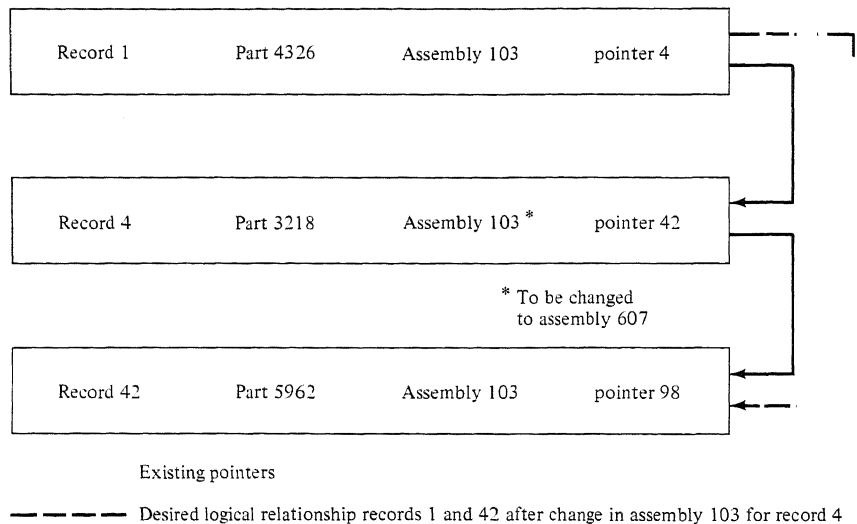 Record 1 Part 4326 Assembly 103 pointer 4
Record 4 Part 3218 Assembly 103 * pointer 42
* To be changed
to assembly 607
Record 42 Part 5962 Assembly 103 pointer 98
Existing pointers
Desired logical relationship records 1 and 42 after change in assembly 103 for record 4